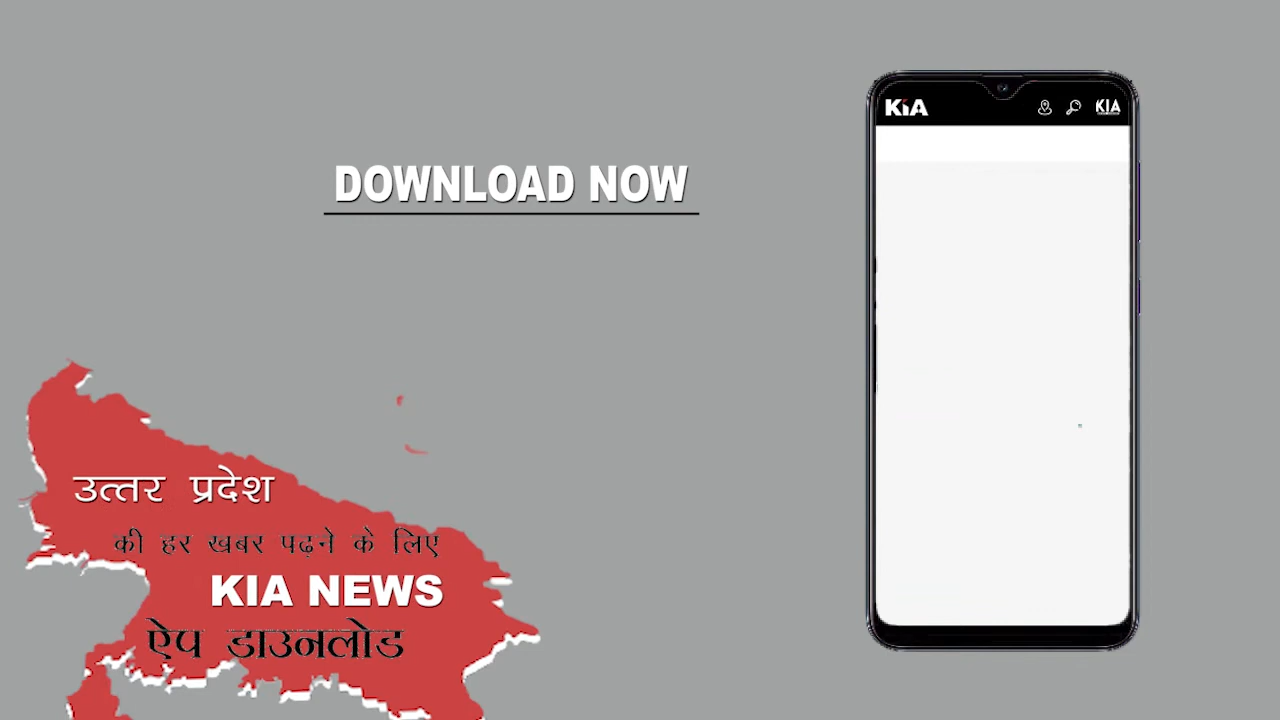 KiA KIA
DOWNLOAD NOW
उत्तर प्रदेश
की हर खबर पढ़ने के लिए
KIA NEWS
ऐप डाउनलोड